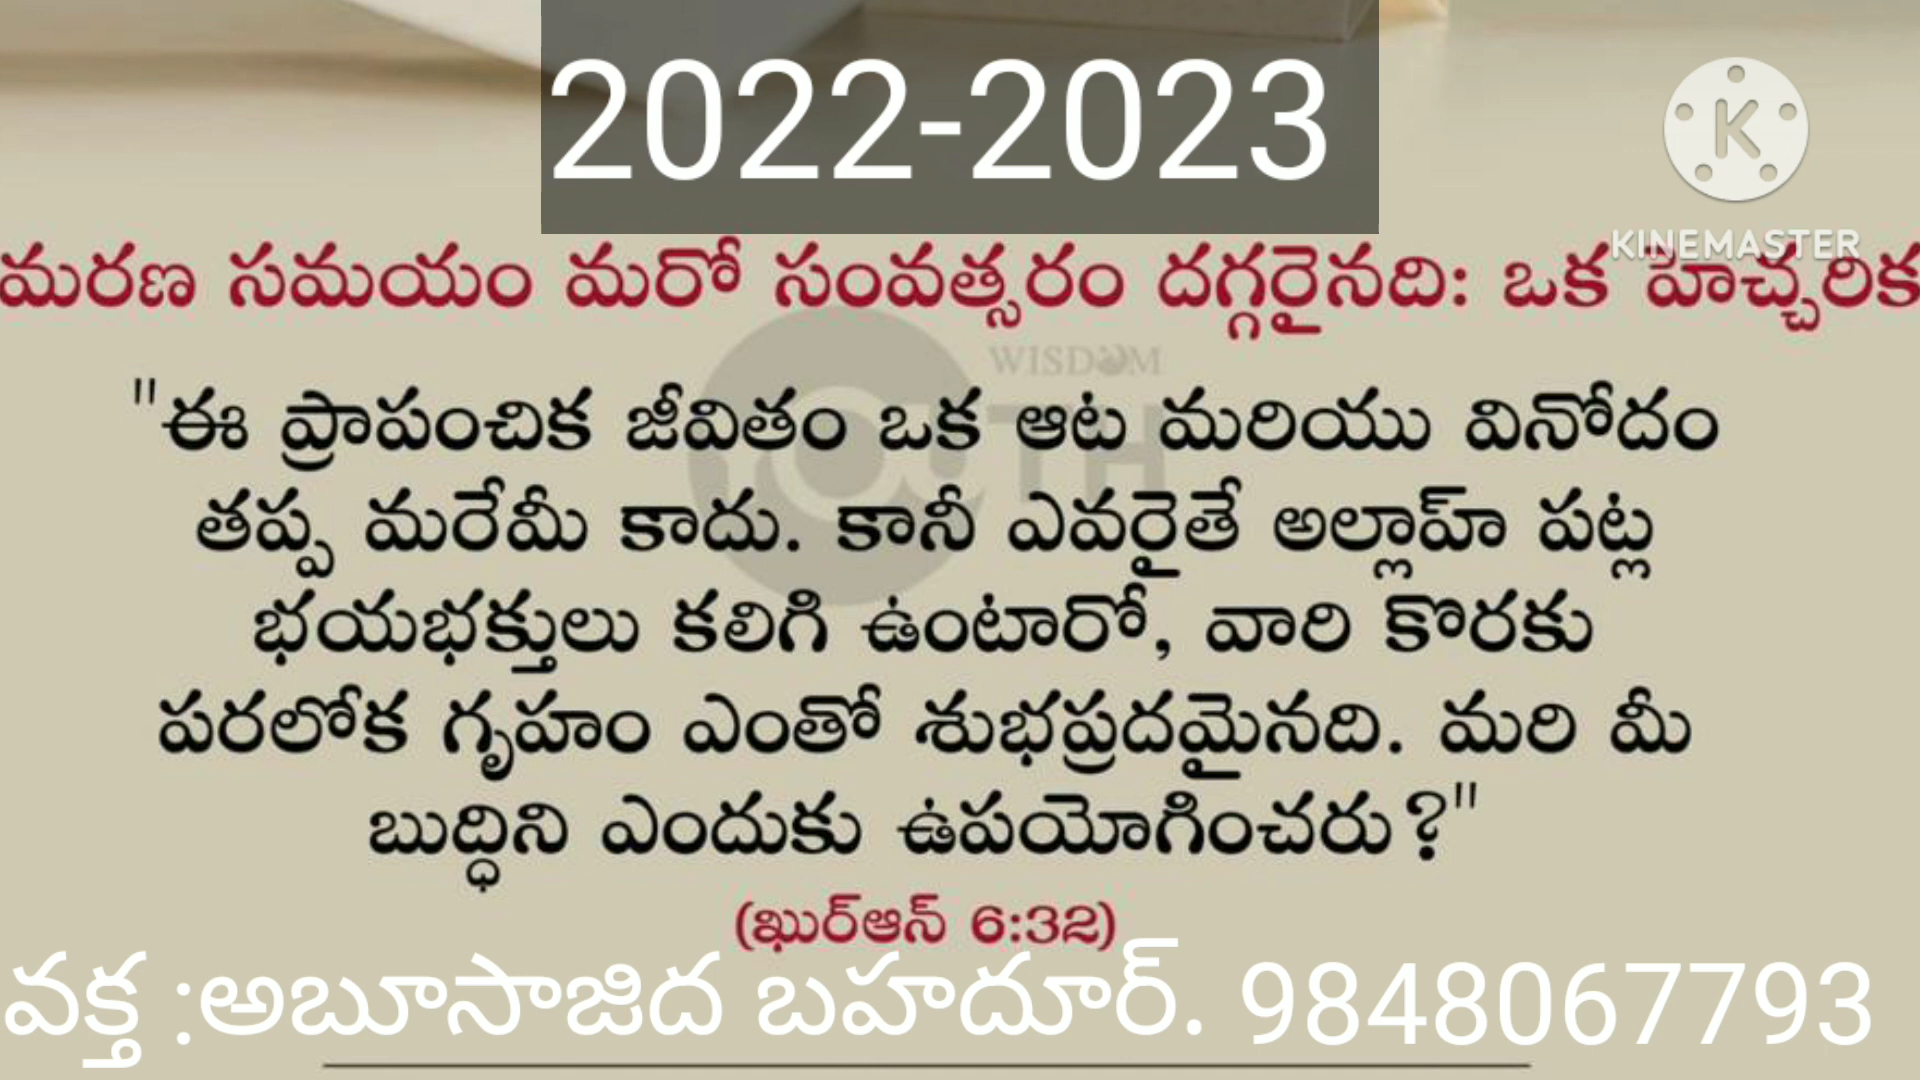 2022-2023
KINEMASTER
మరణ సమయం మరో సంవత్సరం దగ్గరైనది: ఒక హెచ్చరిక
WISDOM
YOUTH
"ఈ ప్రాపంచిక జీవితం ఒక ఆట మరియు వినోదం
తప్ప మరేమీ కాదు. కానీ ఎవరైతే అల్లాహ్ పట్ల
భయభక్తులు కలిగి ఉంటారో, వారి కొరకు
పరలోక గృహం ఎంతో శుభప్రదమైనది. మరి మీ
బుద్ధిని ఎందుకు ఉపయోగించరు?"
(ఖుర్ఆన్ 6:32)
వక్త :అబూసాజిద బహదూర్. 9848067793